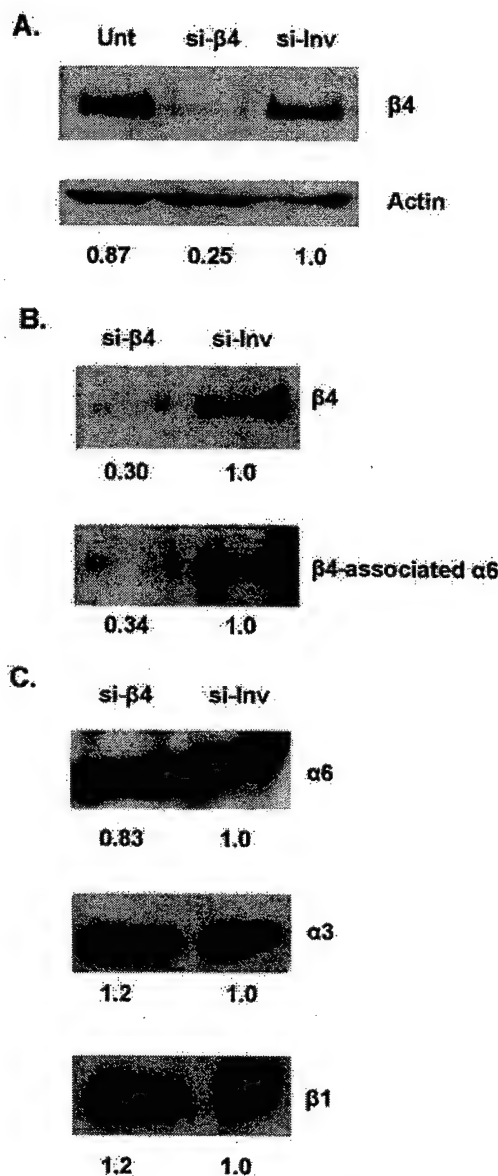 A.
Unt si-β4 si-Inv
β4
Actin
0.87 0.25 1.0
B.
si-β4 si-Inv
β4
0.30 1.0
β4-associated α6
0.34 1.0
C.
si-β4 si-Inv
α6
0.83 1.0
α3
1.2 1.0
β1
1.2 1.0